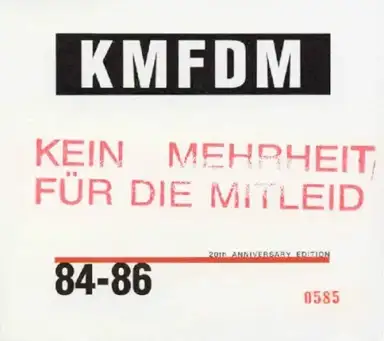 KMFDM
KEIN MEHRHEIT
FÜR DIE MITLEID
20th ANNIVERSARY EDITION
84-86
0585